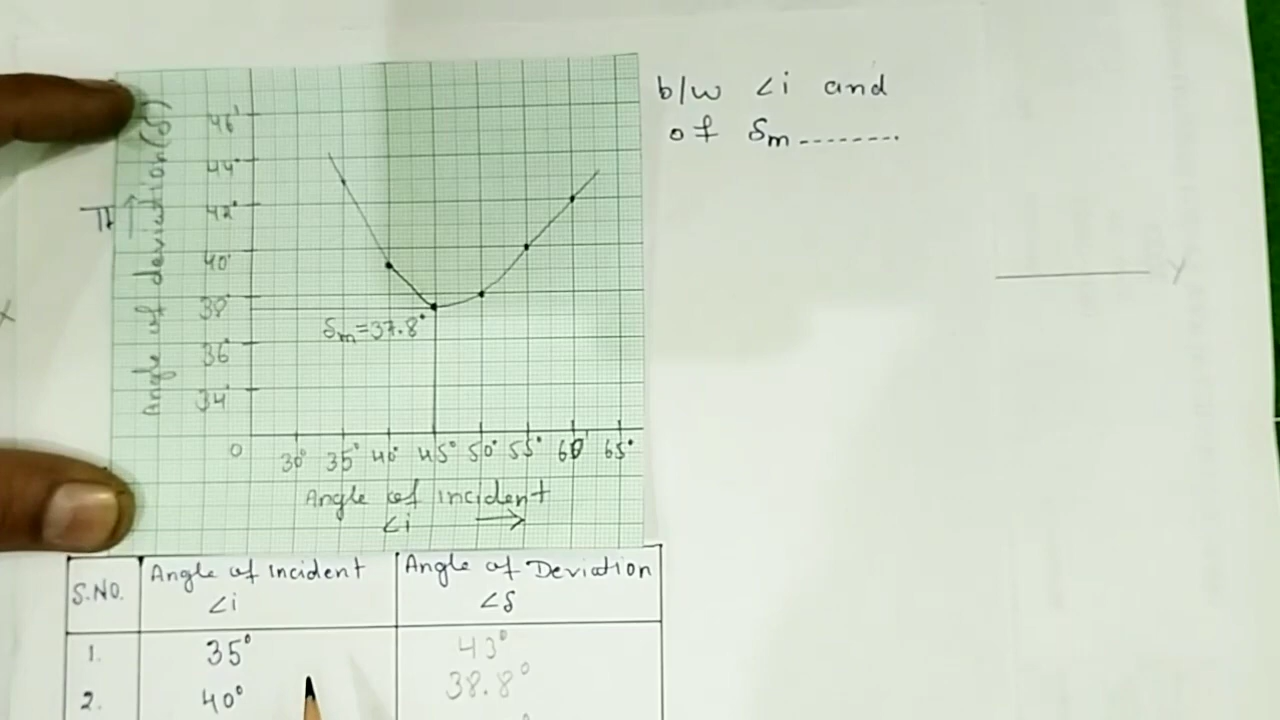 b/w ∠i and
of δm--------
Angle of deviation(δ)
46°
44°
42°
40°
38°
36°
34°
δm=37.8°
0 30° 35° 40° 45° 50° 55° 60° 65°
Angle of incident
∠i
S.NO. Angle of Incident ∠i Angle of Deviation ∠δ
1. 35° 43°
2. 40° 38.8°
Y
X